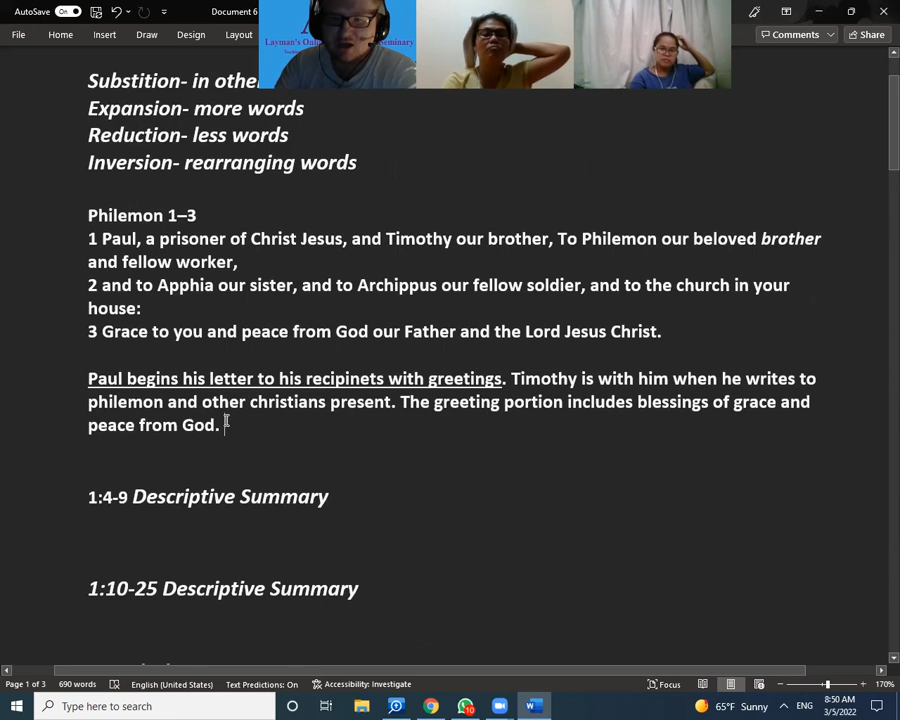 AutoSave On Document 6
File Home Insert Draw Design Layout Comments Share
Layman's Onli eminary
Substition- in othe
Expansion- more words
Reduction- less words
Inversion- rearranging words
Philemon 1–3
1 Paul, a prisoner of Christ Jesus, and Timothy our brother, To Philemon our beloved brother
and fellow worker,
2 and to Apphia our sister, and to Archippus our fellow soldier, and to the church in your
house:
3 Grace to you and peace from God our Father and the Lord Jesus Christ.
Paul begins his letter to his recipinets with greetings. Timothy is with him when he writes to
philemon and other christians present. The greeting portion includes blessings of grace and
peace from God.
1:4-9 Descriptive Summary
1:10-25 Descriptive Summary
Page 1 of 3 690 words English (United States) Text Predictions: On Accessibility: Investigate Focus 170%
Type here to search 10 65°F Sunny ENG 8:50 AM
3/5/2022